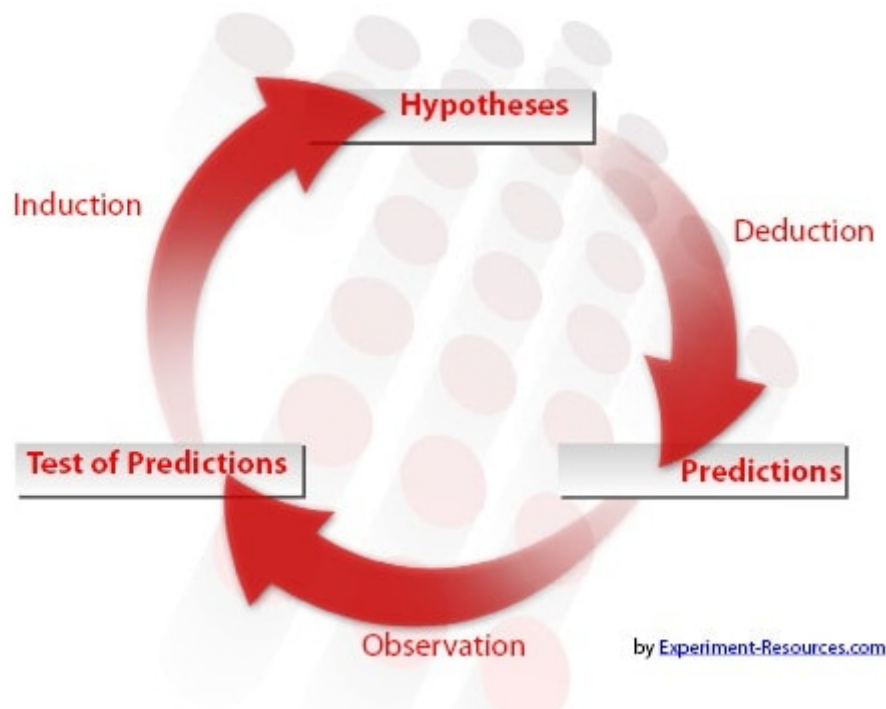 Hypotheses
Induction
Deduction
Test of Predictions
Predictions
Observation
by Experiment-Resources.com